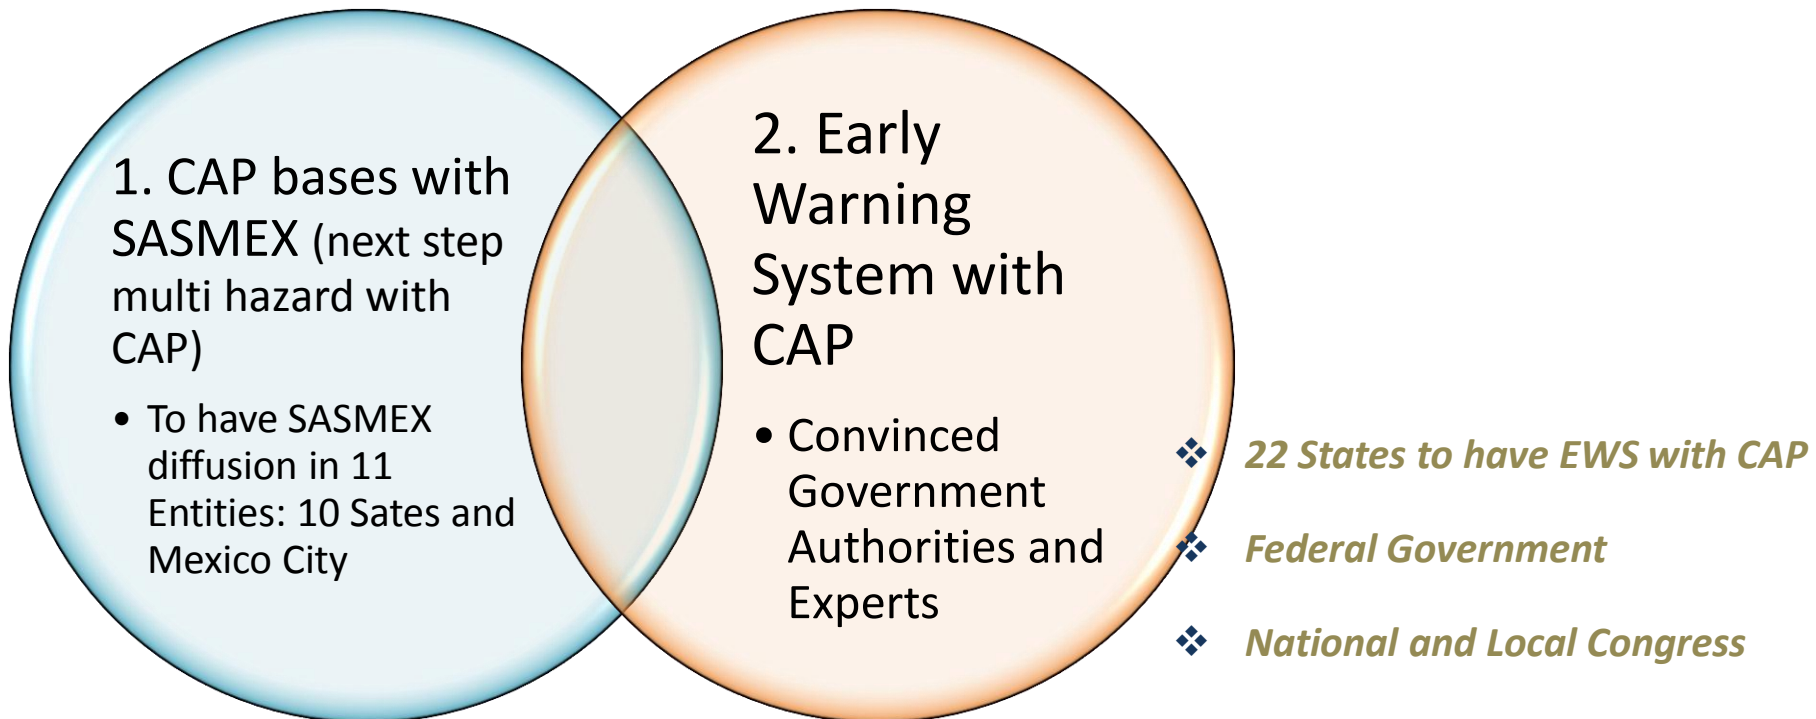 1. CAP bases with
SASMEX (next step
multi hazard with
CAP)
• To have SASMEX
diffusion in 11
Entities: 10 Sates and
Mexico City
2. Early
Warning
System with
CAP
• Convinced
Government
Authorities and
Experts
❖ 22 States to have EWS with CAP
❖ Federal Government
❖ National and Local Congress